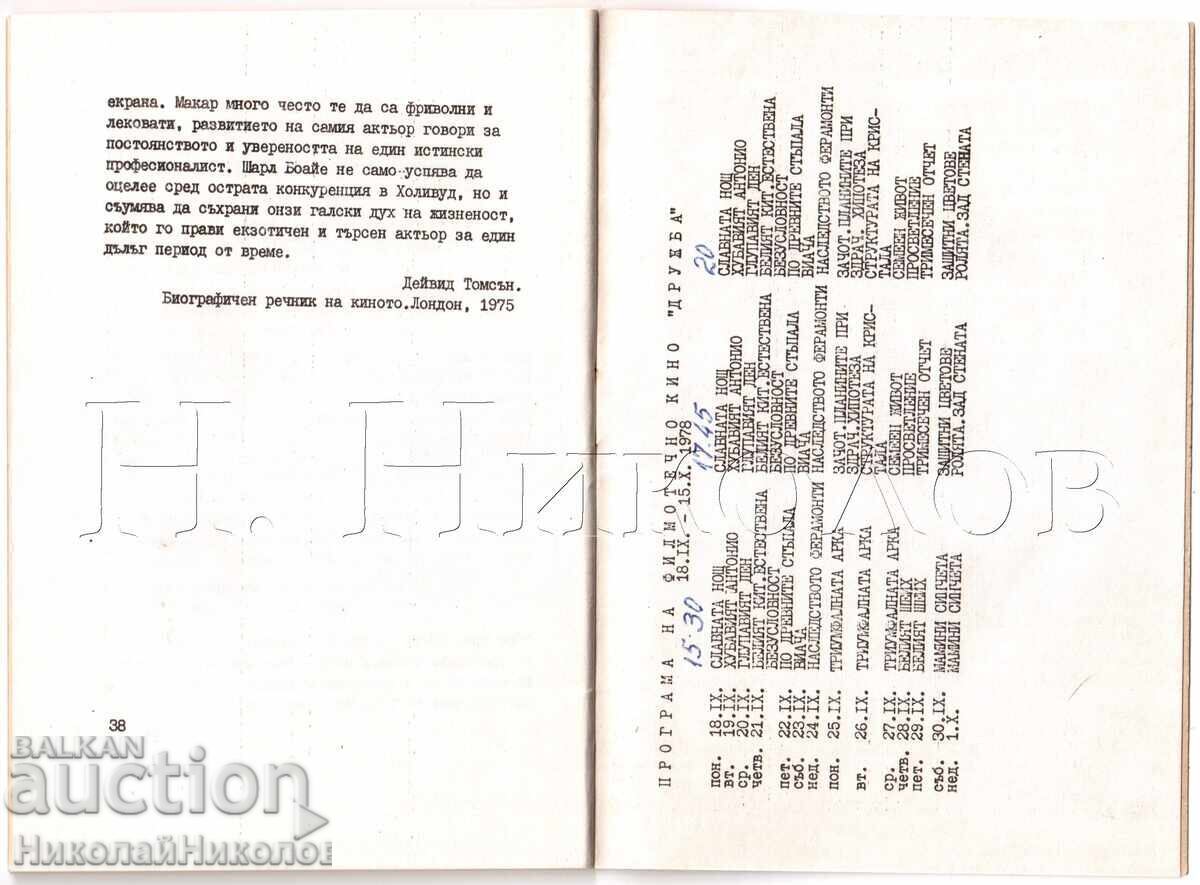 екрана. Макар много често те да са фриволни и
лековати, развитието на самия актьор говори за
постоянството и увереността на един истински
професионалист. Шарл Боайе не само успява да
оцелее сред острата конкуренция в Холивуд, но и
съумява да съхрани онзи галски дух на жизненост,
който го прави екзотичен и търсен актьор за един
дълъг период от време.
Дейвид Томсън.
Биографичен речник на киното.Лондон, 1975
38
ПРОГРАМА НА ФИЛМОТЕЧНО КИНО "ДРУЖБА"
18.IX. - 15.X. 1978
15.30 17.45 20
пон. 18.IX. СЛАВНАТА НОЩ СЛАВНАТА НОЩ СЛАВНАТА НОЩ
вт. 19.IX. ХУБАВИЯТ АНТОНИО ХУБАВИЯТ АНТОНИО ХУБАВИЯТ АНТОНИО
ср. 20.IX. ГЛУПАВИЯТ ДЕН ГЛУПАВИЯТ ДЕН ГЛУПАВИЯТ ДЕН
четв. 21.IX. БЕЛИЯТ КИТ.ЕСТЕСТВЕНА БЕЛИЯТ КИТ.ЕСТЕСТВЕНА БЕЛИЯТ КИТ.ЕСТЕСТВЕНА
БЕЗУСЛОВНОСТ БЕЗУСЛОВНОСТ БЕЗУСЛОВНОСТ
пет. 22.IX. ПО ДРЕВНИТЕ СТЪПАЛА ПО ДРЕВНИТЕ СТЪПАЛА ПО ДРЕВНИТЕ СТЪПАЛА
съб. 23.IX. ВИАЧА ВИАЧА ВИАЧА
нед. 24.IX. НАСЛЕДСТВОТО ФЕРАМОНТИ НАСЛЕДСТВОТО ФЕРАМОНТИ НАСЛЕДСТВОТО ФЕРАМОНТИ
пон. 25.IX. ТРИУМФАЛНАТА АРКА ЗАЧОТ.ПЛАНИНИТЕ ПРИ ЗАЧОТ.ПЛАНИНИТЕ ПРИ
ЗДРАЧ.ХИПОТЕЗА ЗДРАЧ. ХИПОТЕЗА
вт. 26.IX. ТРИУМФАЛНАТА АРКА СТРУКТУРАТА НА КРИС- СТРУКТУРАТА НА КРИС-
ТАЛА ТАЛА
ср. 27.IX. ТРИУМФАЛНАТА АРКА СЕМЕЕН ЖИВОТ СЕМЕЕН ЖИВОТ
четв. 28.IX. БЕЛИЯТ ШЕЙХ ПРОСВЕТЛЕНИЕ ПРОСВЕТЛЕНИЕ
пет. 29.IX. БЕЛИЯТ ШЕЙХ ТРИМЕСЕЧЕН ОТЧЕТ ТРИМЕСЕЧЕН ОТЧЕТ
съб. 30.IX. МАМИНИ СИНЧЕТА ЗАЩИТНИ ЦВЕТОВЕ ЗАЩИТНИ ЦВЕТОВЕ
нед. 1.X. МАМИНИ СИНЧЕТА РОЛЯТА.ЗАД СТЕНАТА РОЛЯТА.ЗАД СТЕНАТА
Н. Николов
BALKAN
auction
НиколайНиколов